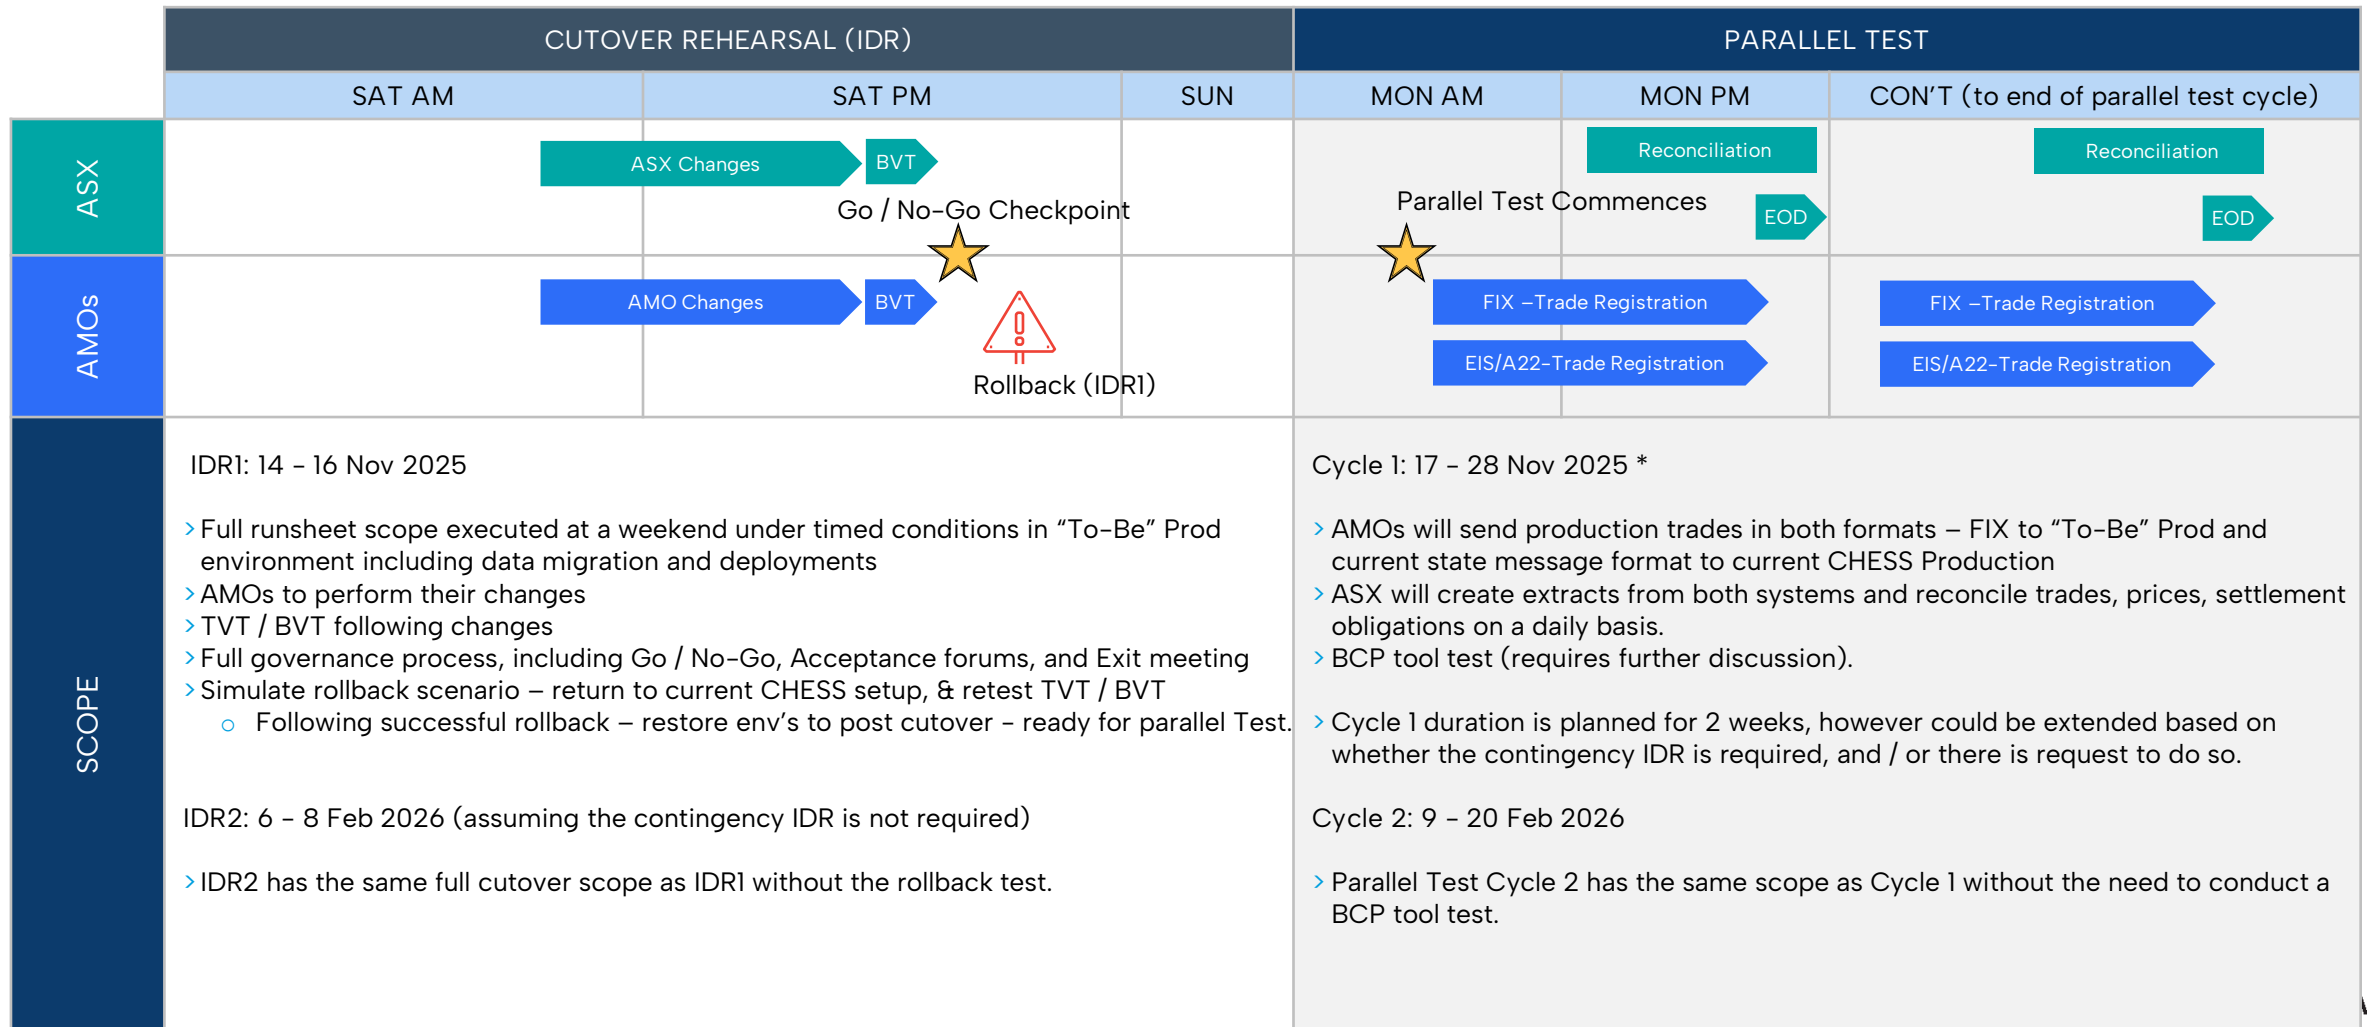 CUTOVER REHEARSAL (IDR)
PARALLEL TEST
SAT AM
SAT PM
SUN
MON AM
MON PM
CON'T (to end of parallel test cycle)
ASX
ASX Changes
BVT
Go / No-Go Checkpoint
Reconciliation
Parallel Test Commences
EOD
Reconciliation
EOD
AMOs
AMO Changes
BVT
Rollback (IDR1)
FIX –Trade Registration
EIS/A22-Trade Registration
FIX –Trade Registration
EIS/A22-Trade Registration
SCOPE
IDR1: 14 - 16 Nov 2025
> Full runsheet scope executed at a weekend under timed conditions in “To-Be” Prod
environment including data migration and deployments
> AMOs to perform their changes
> TVT / BVT following changes
> Full governance process, including Go / No-Go, Acceptance forums, and Exit meeting
> Simulate rollback scenario – return to current CHESS setup, & retest TVT / BVT
o Following successful rollback – restore env's to post cutover - ready for parallel Test.
IDR2: 6 - 8 Feb 2026 (assuming the contingency IDR is not required)
> IDR2 has the same full cutover scope as IDR1 without the rollback test.
Cycle 1: 17 - 28 Nov 2025 *
> AMOs will send production trades in both formats – FIX to “To-Be” Prod and
current state message format to current CHESS Production
> ASX will create extracts from both systems and reconcile trades, prices, settlement
obligations on a daily basis.
> BCP tool test (requires further discussion).
> Cycle 1 duration is planned for 2 weeks, however could be extended based on
whether the contingency IDR is required, and / or there is request to do so.
Cycle 2: 9 - 20 Feb 2026
> Parallel Test Cycle 2 has the same scope as Cycle 1 without the need to conduct a
BCP tool test.